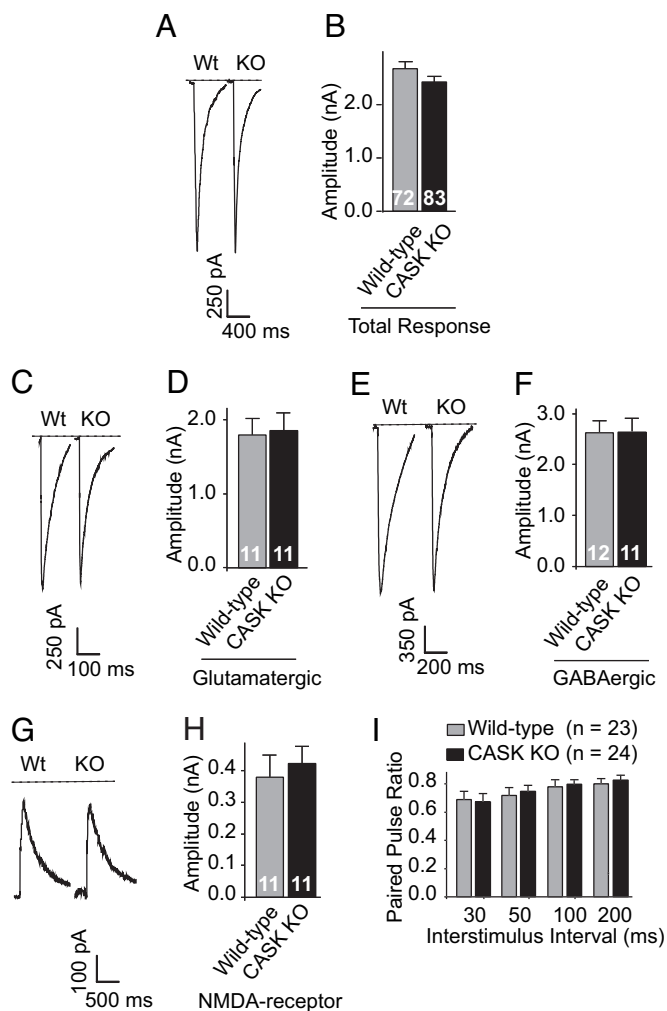 A
Wt KO
250 pA
400 ms
B
Amplitude (nA)
2.0
1.0
0.0
72 83
Wild-type
CASK KO
Total Response
C
Wt KO
250 pA
100 ms
D
Amplitude (nA)
2.0
1.0
0.0
11 11
Wild-type
CASK KO
Glutamatergic
E
Wt KO
350 pA
200 ms
F
Amplitude (nA)
3.0
2.0
1.0
0.0
12 11
Wild-type
CASK KO
GABAergic
G
Wt KO
100 pA
500 ms
H
Amplitude (nA)
0.4
0.3
0.2
0.1
0.0
11 11
Wild-type
CASK KO
NMDA-receptor
I
Wild-type (n = 23)
CASK KO (n = 24)
Paired Pulse Ratio
0.8
0.6
0.4
0.2
0.0
30 50 100 200
Interstimulus Interval (ms)